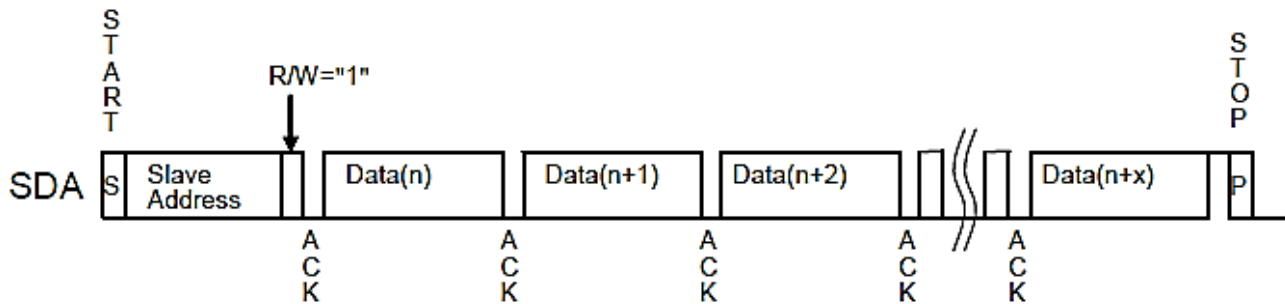 START
STOP
R/W="1"
SDA
S
Slave
Address
Data(n)
Data(n+1)
Data(n+2)
Data(n+x)
P
ACK
ACK
ACK
ACK
ACK